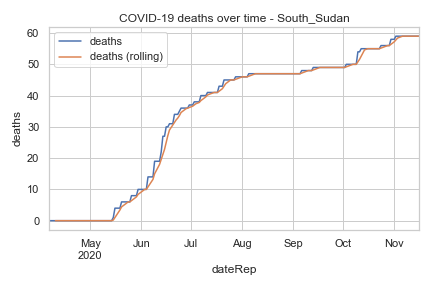 COVID-19 deaths over time - South_Sudan
deaths
deaths (rolling)
60
50
40
30
20
10
0
deaths
May Jun Jul Aug Sep Oct Nov
2020
dateRep